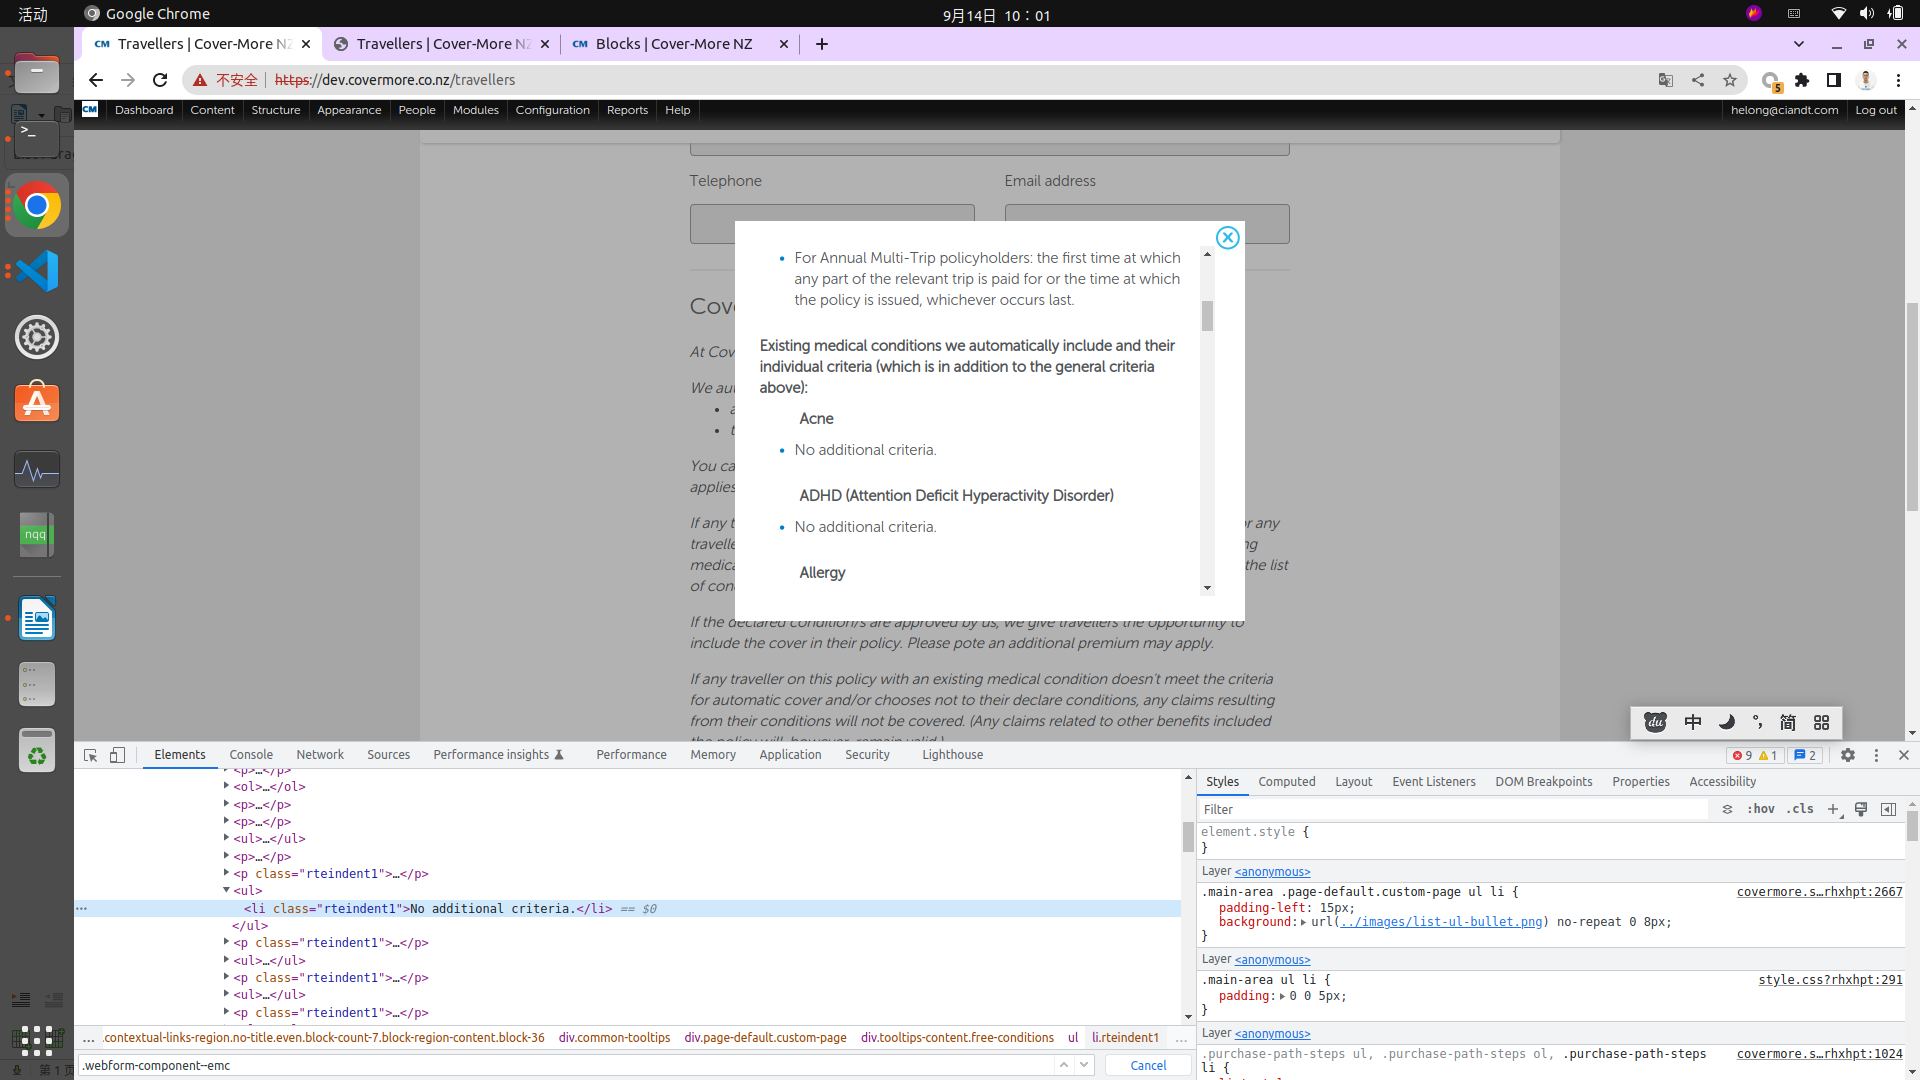 活动
Google Chrome
9月14日 10：01
Travellers | Cover-More NZ
Travellers | Cover-More NZ
Blocks | Cover-More NZ
不安全
https://dev.covermore.co.nz/travellers
5
CM
Dashboard
Content
Structure
Appearance
People
Modules
Configuration
Reports
Help
helong@ciandt.com
Log out
Telephone
Email address
For Annual Multi-Trip policyholders: the first time at which
any part of the relevant trip is paid for or the time at which
the policy is issued, whichever occurs last.
Existing medical conditions we automatically include and their
individual criteria (which is in addition to the general criteria
above):
Acne
No additional criteria.
ADHD (Attention Deficit Hyperactivity Disorder)
No additional criteria.
Allergy
At Cov
We au
You ca
applies
If any t
or any
travelle
ng
medica
the list
of con
If the declared condition/s are approved by us, we give travellers the opportunity to
include the cover in their policy. Please pote an additional premium may apply.
If any traveller on this policy with an existing medical condition doesn't meet the criteria
for automatic cover and/or chooses not to their declare conditions, any claims resulting
from their conditions will not be covered. (Any claims related to other benefits included
the policy will, however, remain valid.)
du 中 简
nqq
Elements
Console
Network
Sources
Performance insights
Performance
Memory
Application
Security
Lighthouse
9
1
2
<p>…</p>
<ol>…</ol>
<p>…</p>
<p>…</p>
<ul>…</ul>
<p>…</p>
<p class="rteindent1">…</p>
<ul>
<li class="rteindent1">No additional criteria.</li> == $0
</ul>
<p class="rteindent1">…</p>
<ul>…</ul>
<p class="rteindent1">…</p>
<ul>…</ul>
<p class="rteindent1">…</p>
… .contextual-links-region.no-title.even.block-count-7.block-region-content.block-36 div.common-tooltips div.page-default.custom-page div.tooltips-content.free-conditions ul li.rteindent1 …
.webform-component--emc
Cancel
Styles
Computed
Layout
Event Listeners
DOM Breakpoints
Properties
Accessibility
Filter
:hov .cls
element.style {
}
Layer <anonymous>
.main-area .page-default.custom-page ul li {
covermore.s…rhxhpt:2667
padding-left: 15px;
background: url(../images/list-ul-bullet.png) no-repeat 0 8px;
}
Layer <anonymous>
.main-area ul li {
style.css?rhxhpt:291
padding: 0 0 5px;
}
Layer <anonymous>
.purchase-path-steps ul, .purchase-path-steps ol, .purchase-path-steps
covermore.s…rhxhpt:1024
li {
第 1 页